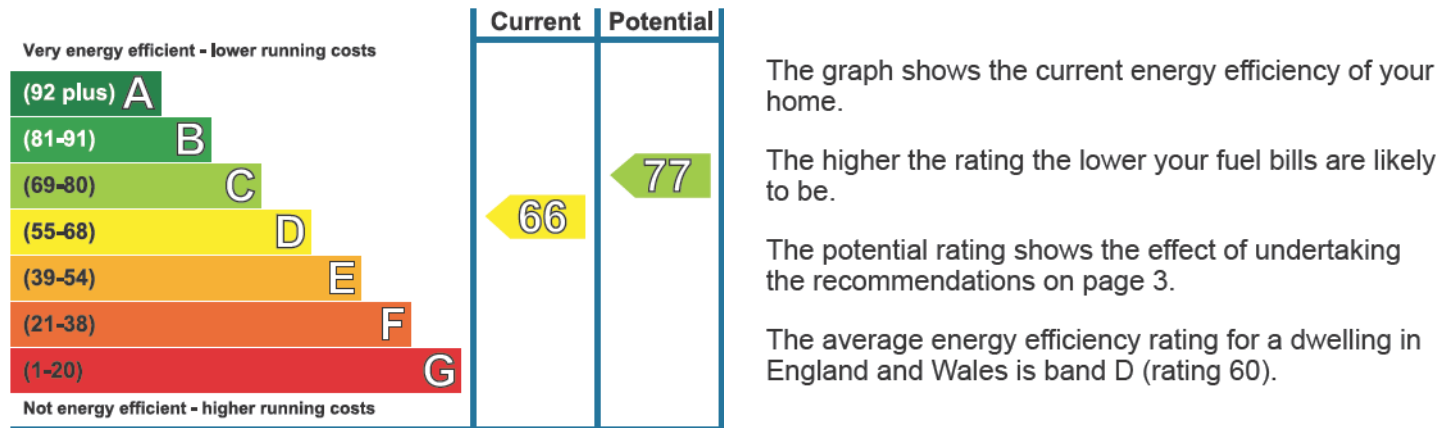 Current Potential
Very energy efficient - lower running costs
(92 plus) A
(81-91) B
(69-80) C
(55-68) D
(39-54) E
(21-38) F
(1-20) G
Not energy efficient - higher running costs
66
77
The graph shows the current energy efficiency of your
home.
The higher the rating the lower your fuel bills are likely
to be.
The potential rating shows the effect of undertaking
the recommendations on page 3.
The average energy efficiency rating for a dwelling in
England and Wales is band D (rating 60).